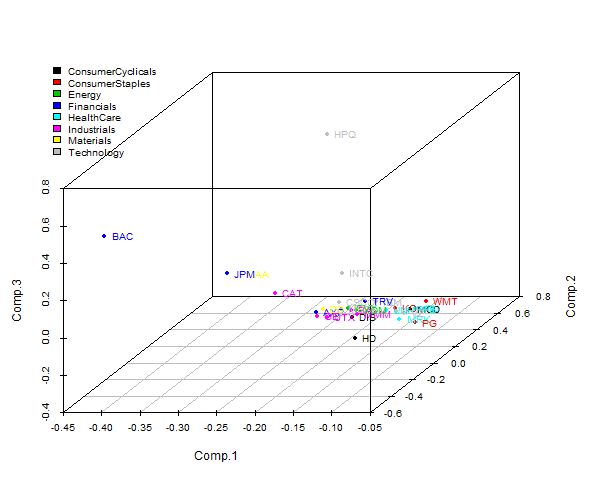 ConsumerCyclicals
ConsumerStaples
Energy
Financials
HealthCare
Industrials
Materials
Technology
HPQ
BAC
JPM
AA
INTC
CAT
TRV
WMT
DIS
PG
HD
Comp.3
0.8
0.6
0.4
0.2
0.0
-0.2
-0.4
-0.45
-0.40
-0.35
-0.30
-0.25
-0.20
-0.15
-0.10
-0.05
Comp.1
-0.6
-0.4
-0.2
0.0
0.2
0.4
0.6
0.8
Comp.2